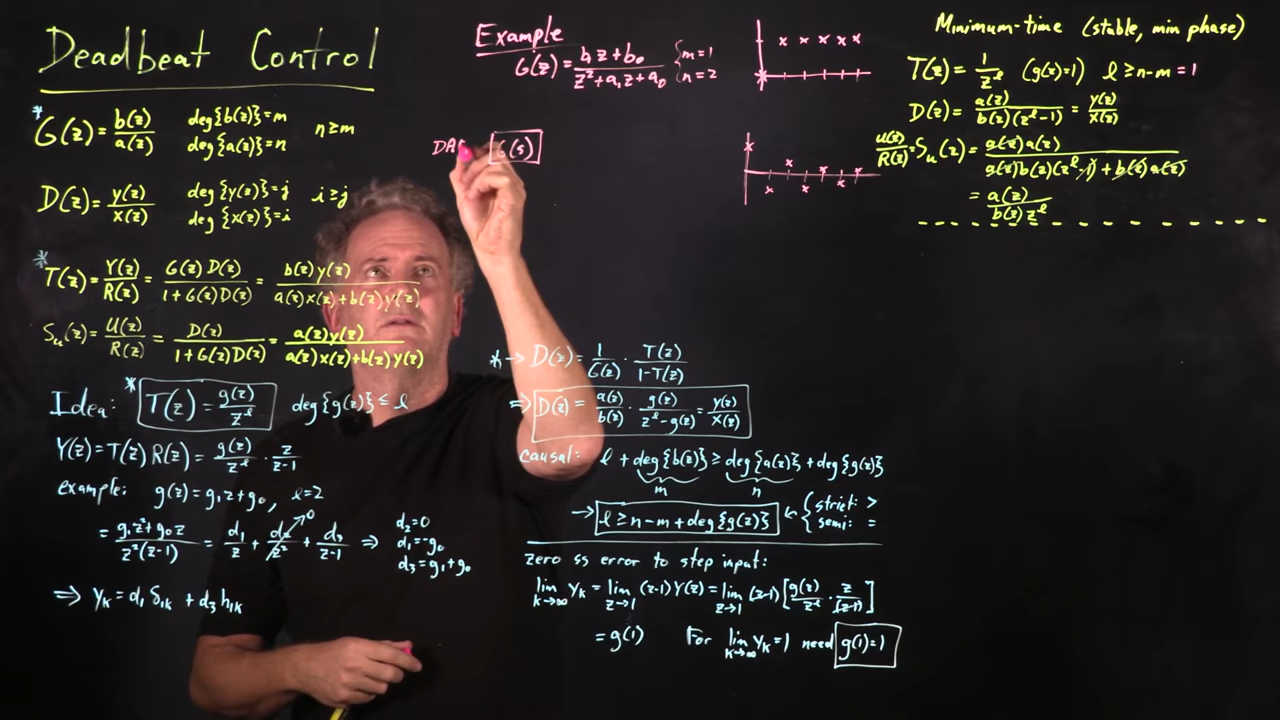 Deadbeat Control
* G(z) = b(z)/a(z)   deg{b(z)}=m   n≥m
deg{a(z)}=n
D(z) = y(z)/x(z)   deg{y(z)}=j   i≥j
deg{x(z)}=i
* T(z) = Y(z)/R(z) = G(z)D(z)/1+G(z)D(z) = b(z)y(z)/a(z)x(z)+b(z)y(z)
Sᵤ(z) = U(z)/R(z) = D(z)/1+G(z)D(z) = a(z)y(z)/a(z)x(z)+b(z)y(z)
Idea: * T(z) = g(z)/z^ℓ   deg{g(z)} ≤ ℓ
Y(z) = T(z) R(z) = g(z)/z^ℓ · z/z-1
example: g(z) = g₁z+g₀, ℓ=2
= g₁z²+g₀z/z²(z-1) = d₁/z + d₂/z² →0 + d₃/z-1 ⇒ d₂=0
d₁=-g₀
d₃=g₁+g₀
⇒ yₖ = d₁ δ₁ₖ + d₃ h₁ₖ
Example
G(z) = b₁z+b₀/z²+a₁z+a₀ { m=1
n=2
G(s)
* → D(z) = 1/G(z) · T(z)/1-T(z)
⇒ D(z) = a(z)/b(z) · g(z)/z^ℓ-g(z) = y(z)/x(z)
causal: ℓ + deg{b(z)} ≥ deg{a(z)} + deg{g(z)}
m   n
→ ℓ ≥ n-m + deg{g(z)} ← { strict: >
semi: =
zero ss error to step input:
lim k→∞ yₖ = lim z→1 (z-1)Y(z) = lim z→1 (z-1) [ g(z)/z^ℓ · z/(z-1) ]
= g(1)   For lim k→∞ yₖ=1 need g(1)=1
Minimum-time (stable, min phase)
T(z) = 1/z^ℓ (g(z)=1) ℓ ≥ n-m = 1
D(z) = a(z)/b(z)(z^ℓ-1) = y(z)/x(z)
U(z)/R(z) = Sᵤ(z) = a(z)a(z)/a(z)b(z)(z^ℓ-1)+b(z)a(z)
= a(z)/b(z)z^ℓ